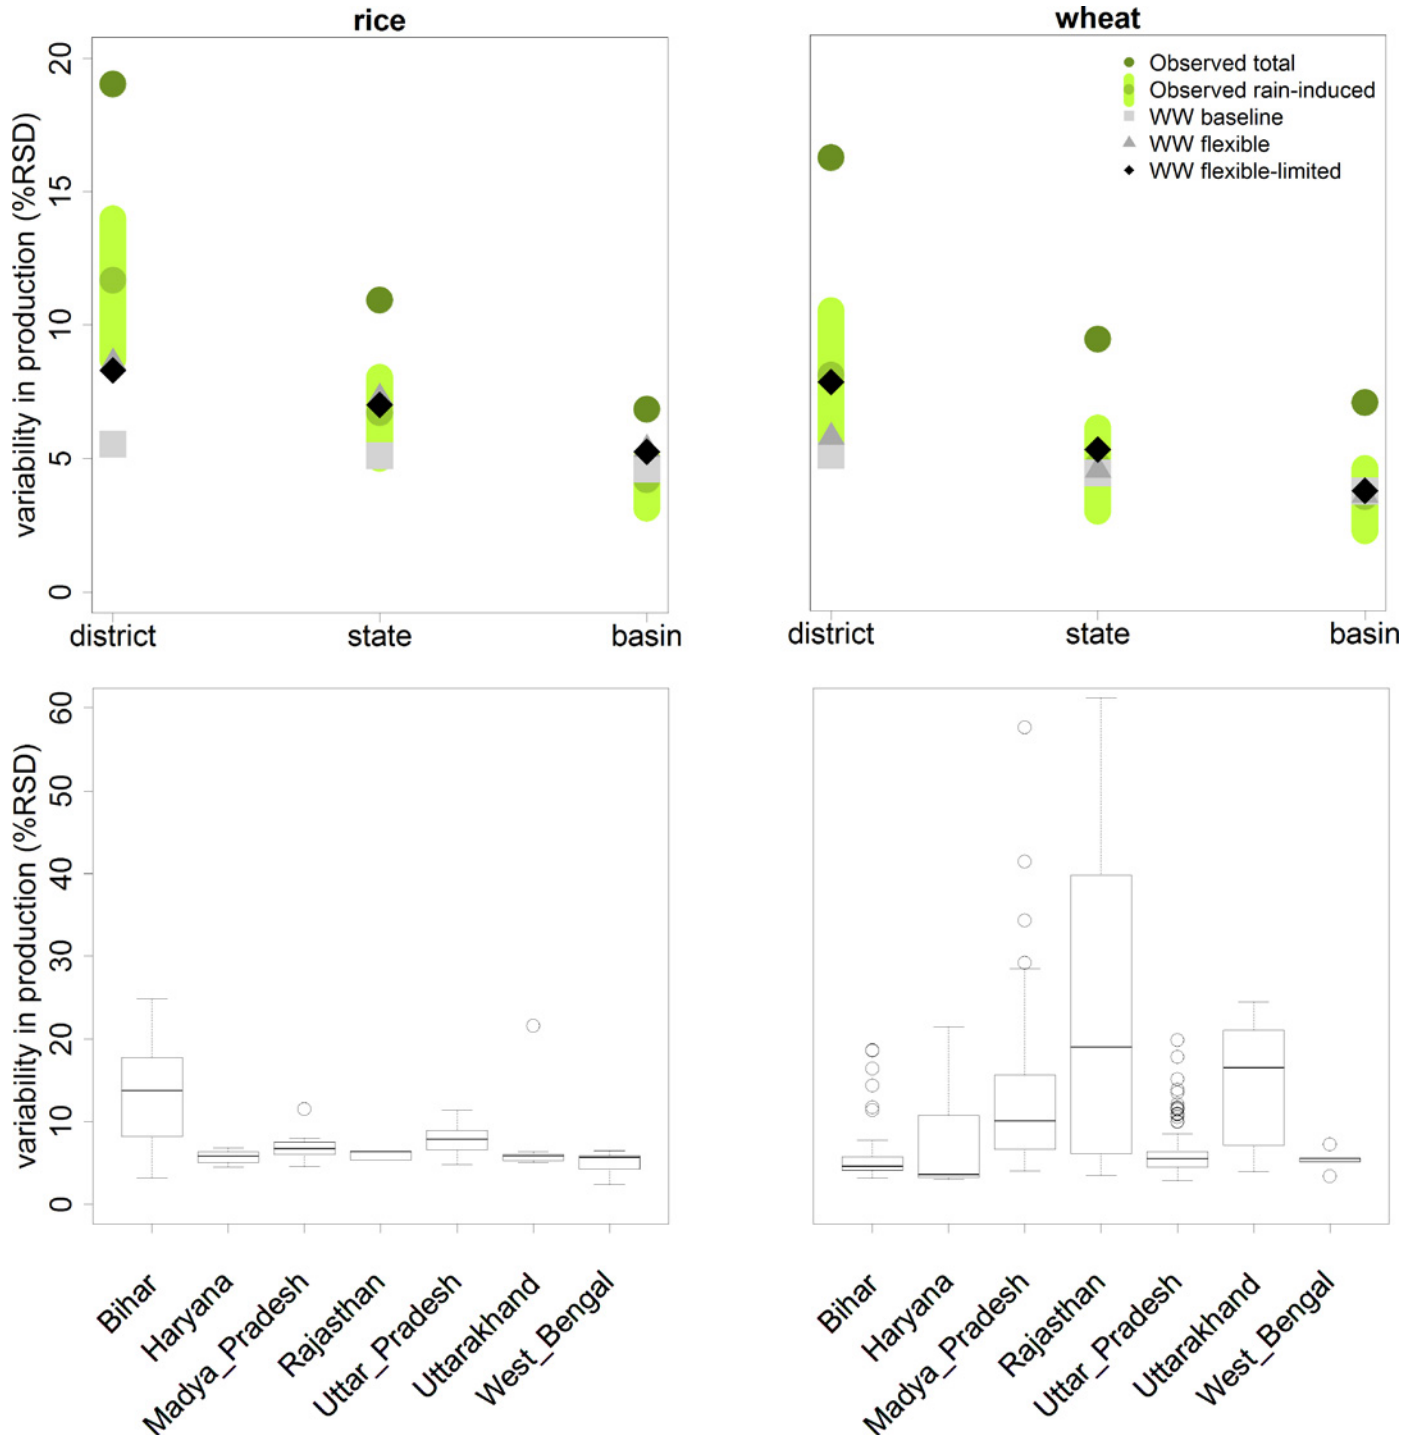 rice
wheat
variability in production (%RSD)
20
15
10
5
0
Observed total
Observed rain-induced
WW baseline
WW flexible
WW flexible-limited
district
state
basin
district
state
basin
variability in production (%RSD)
60
50
40
30
20
10
0
Bihar
Haryana
Madya_Pradesh
Rajasthan
Uttar_Pradesh
Uttarakhand
West_Bengal
Bihar
Haryana
Madya_Pradesh
Rajasthan
Uttar_Pradesh
Uttarakhand
West_Bengal